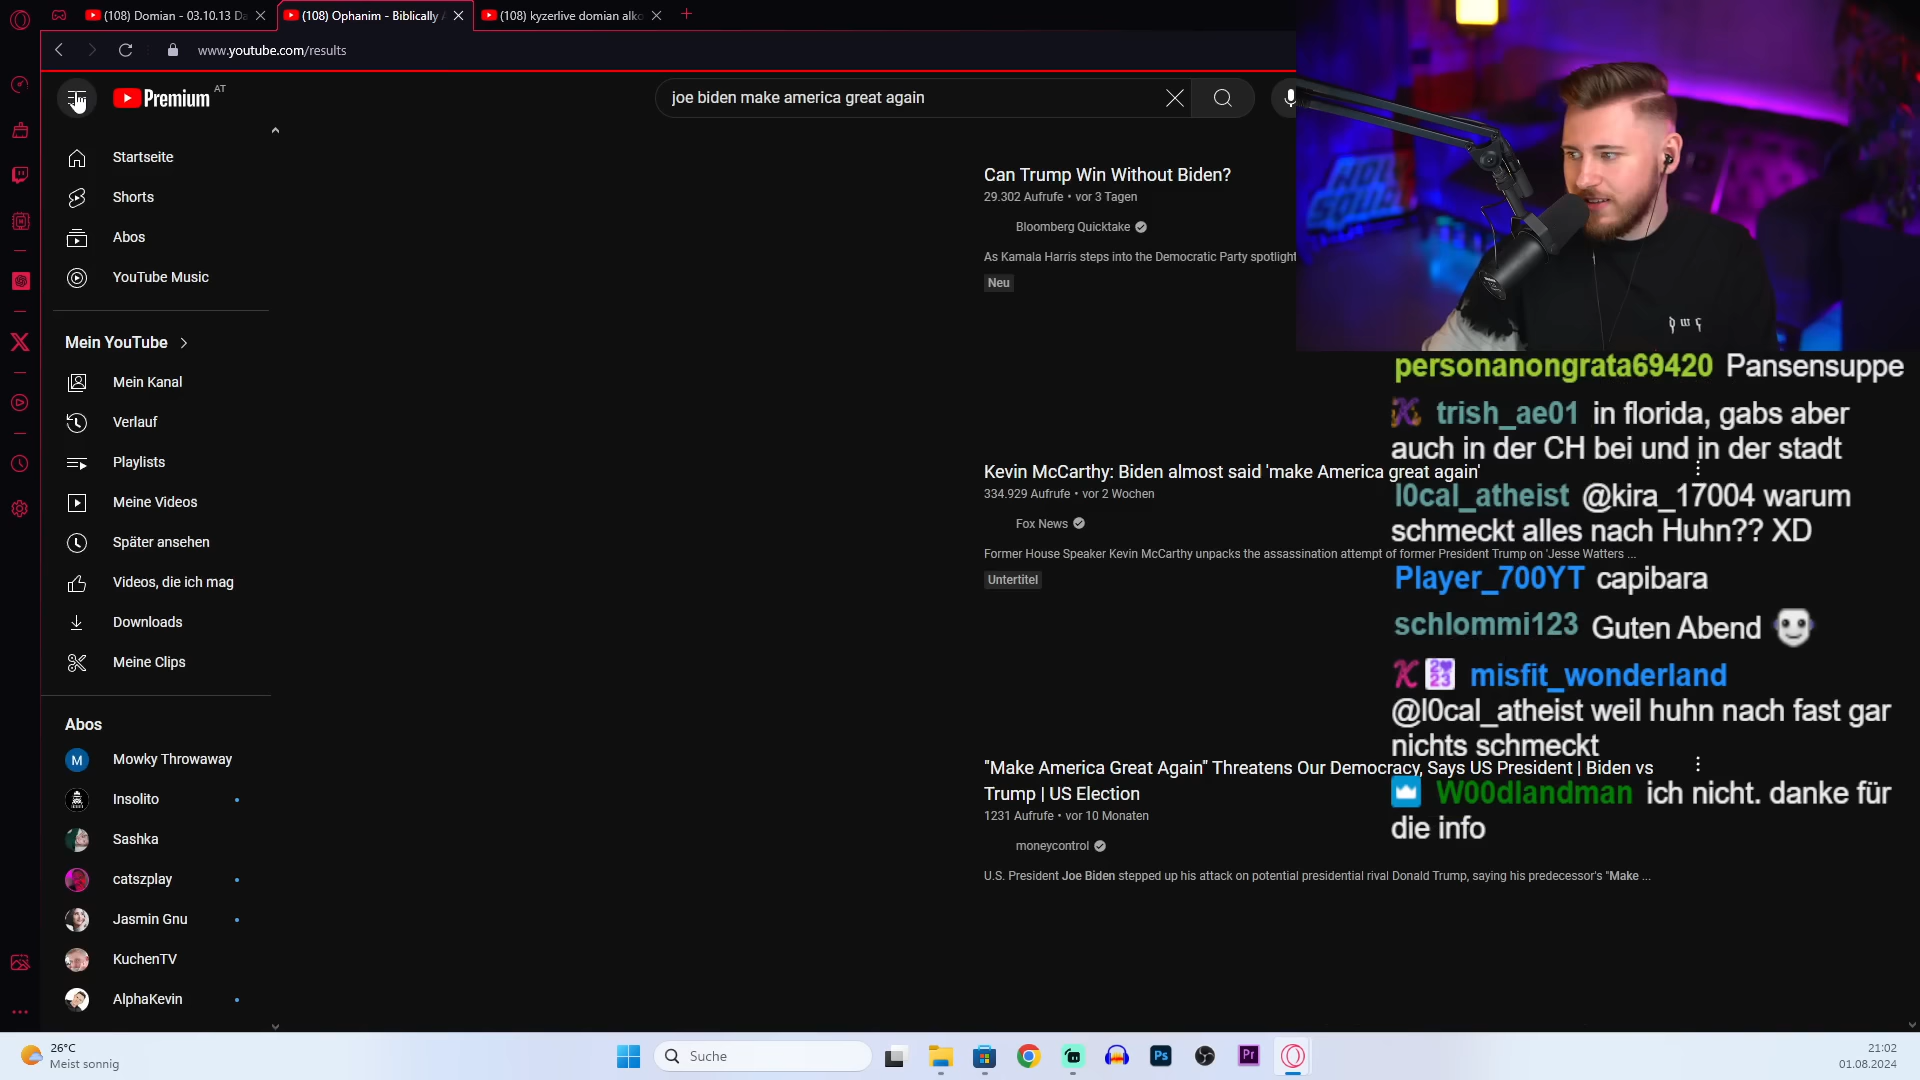 (108) Domian - 03.10.13 Da
(108) Ophanim - Biblically
(108) kyzerlive domian alko
www.youtube.com/results
Premium AT
joe biden make america great again
Startseite
Shorts
Abos
YouTube Music
Mein YouTube
Mein Kanal
Verlauf
Playlists
Meine Videos
Später ansehen
Videos, die ich mag
Downloads
Meine Clips
Abos
M
Mowky Throwaway
Insolito
Sashka
catszplay
Jasmin Gnu
KuchenTV
AlphaKevin
Can Trump Win Without Biden?
29.302 Aufrufe • vor 3 Tagen
Bloomberg Quicktake
As Kamala Harris steps into the Democratic Party spotlight
Neu
Kevin McCarthy: Biden almost said 'make America great again'
334.929 Aufrufe • vor 2 Wochen
Fox News
Former House Speaker Kevin McCarthy unpacks the assassination attempt of former President Trump on 'Jesse Watters ...
Untertitel
"Make America Great Again" Threatens Our Democracy, Says US President | Biden vs
Trump | US Election
1231 Aufrufe • vor 10 Monaten
moneycontrol
U.S. President Joe Biden stepped up his attack on potential presidential rival Donald Trump, saying his predecessor's "Make ...
personanongrata69420 Pansensuppe
trish_ae01 in florida, gabs aber
auch in der CH bei und in der stadt
l0cal_atheist @kira_17004 warum
schmeckt alles nach Huhn?? XD
Player_700YT capibara
schlommi123 Guten Abend
K 23 misfit_wonderland
@l0cal_atheist weil huhn nach fast gar
nichts schmeckt
W00dlandman ich nicht. danke für
die info
26°C
Meist sonnig
Suche
Ps
Pr
21:02
01.08.2024